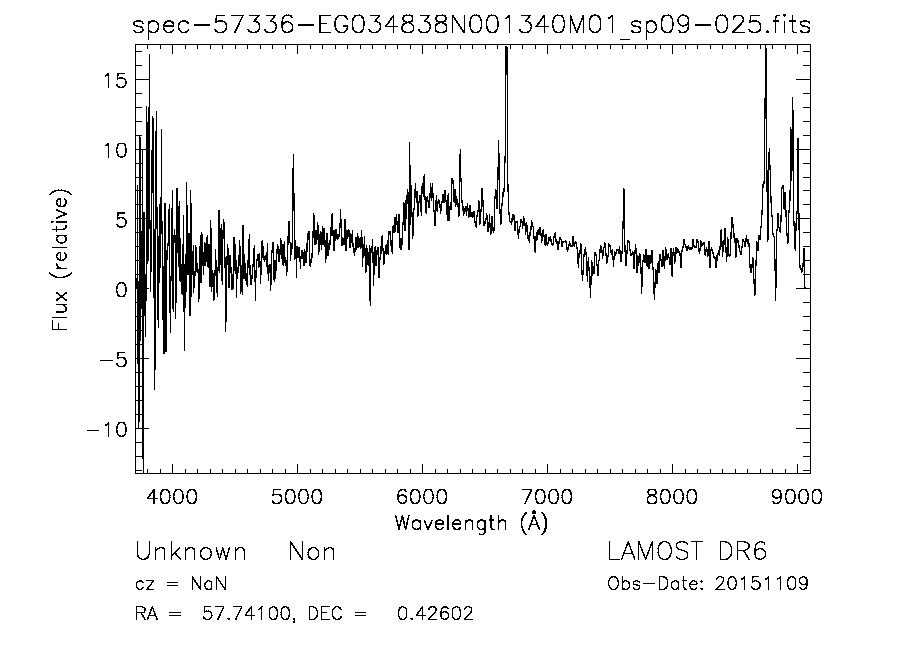 spec-57336-EG034838N001340M01_sp09-025.fits
15
10
5
0
-5
-10
Flux (relative)
4000 5000 6000 7000 8000 9000
Wavelength (Å)
Unknown Non LAMOST DR6
cz = NaN Obs-Date: 20151109
RA = 57.74100, DEC = 0.42602